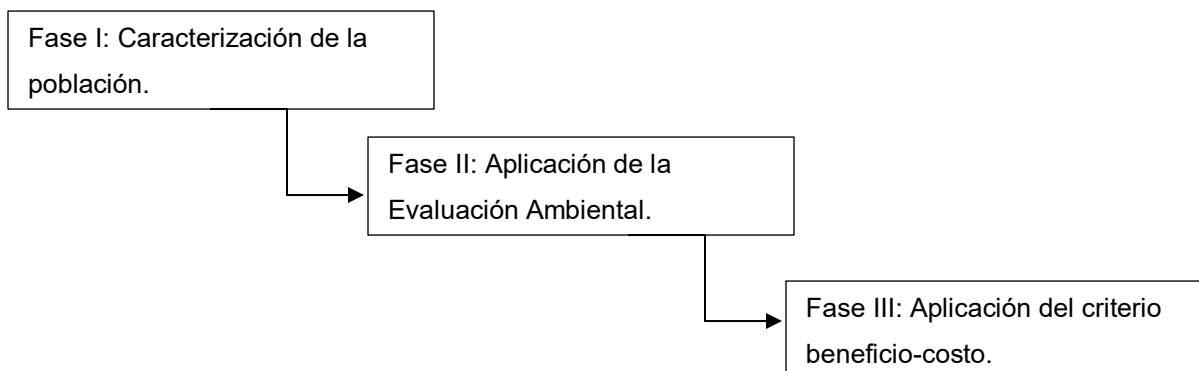 Fase I: Caracterización de la
población.
Fase II: Aplicación de la
Evaluación Ambiental.
Fase III: Aplicación del criterio
beneficio-costo.